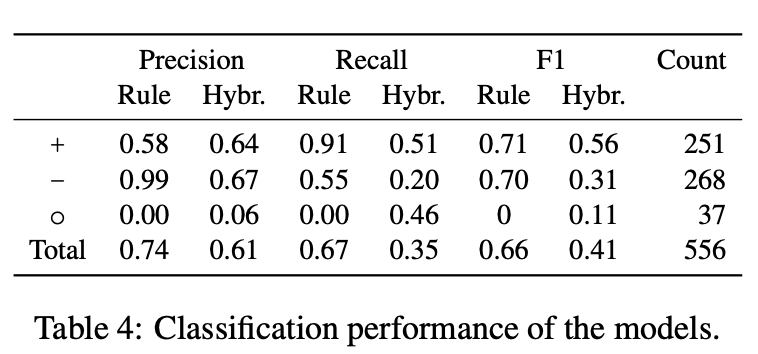 Precision Recall F1 Count
Rule Hybr. Rule Hybr. Rule Hybr.
+ 0.58 0.64 0.91 0.51 0.71 0.56 251
− 0.99 0.67 0.55 0.20 0.70 0.31 268
○ 0.00 0.06 0.00 0.46 0 0.11 37
Total 0.74 0.61 0.67 0.35 0.66 0.41 556
Table 4: Classification performance of the models.